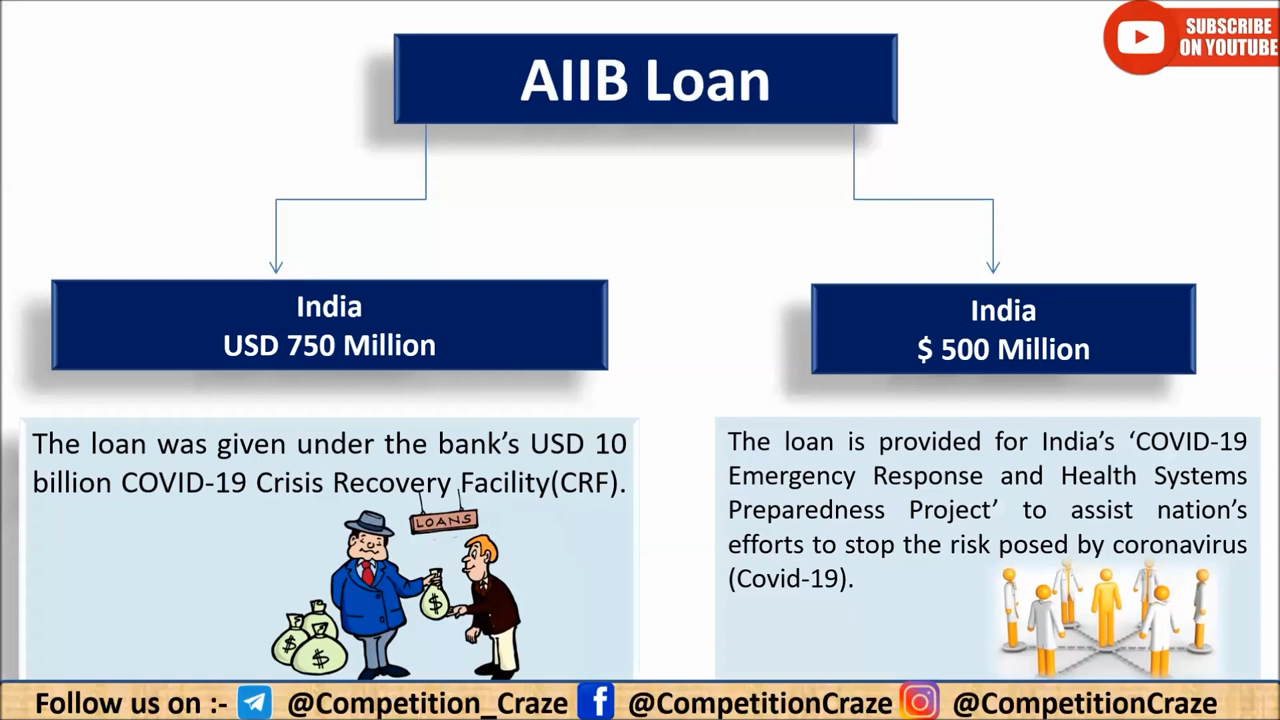 SUBSCRIBE
ON YOUTUBE
AIIB Loan
India
USD 750 Million
India
$ 500 Million
The loan was given under the bank’s USD 10
billion COVID-19 Crisis Recovery Facility(CRF).
LOANS
$
$
$
The loan is provided for India’s ‘COVID-19
Emergency Response and Health Systems
Preparedness Project’ to assist nation’s
efforts to stop the risk posed by coronavirus
(Covid-19).
Follow us on :- @Competition_Craze @CompetitionCraze @CompetitionCraze